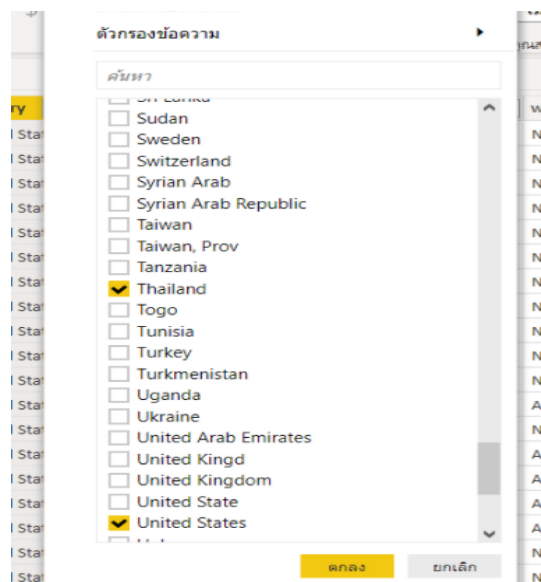 ตัวกรองข้อความ
ค้นหา
Sri Lanka
Sudan
Sweden
Switzerland
Syrian Arab
Syrian Arab Republic
Taiwan
Taiwan, Prov
Tanzania
Thailand
Togo
Tunisia
Turkey
Turkmenistan
Uganda
Ukraine
United Arab Emirates
United Kingd
United Kingdom
United State
United States
ตกลง ยกเลิก